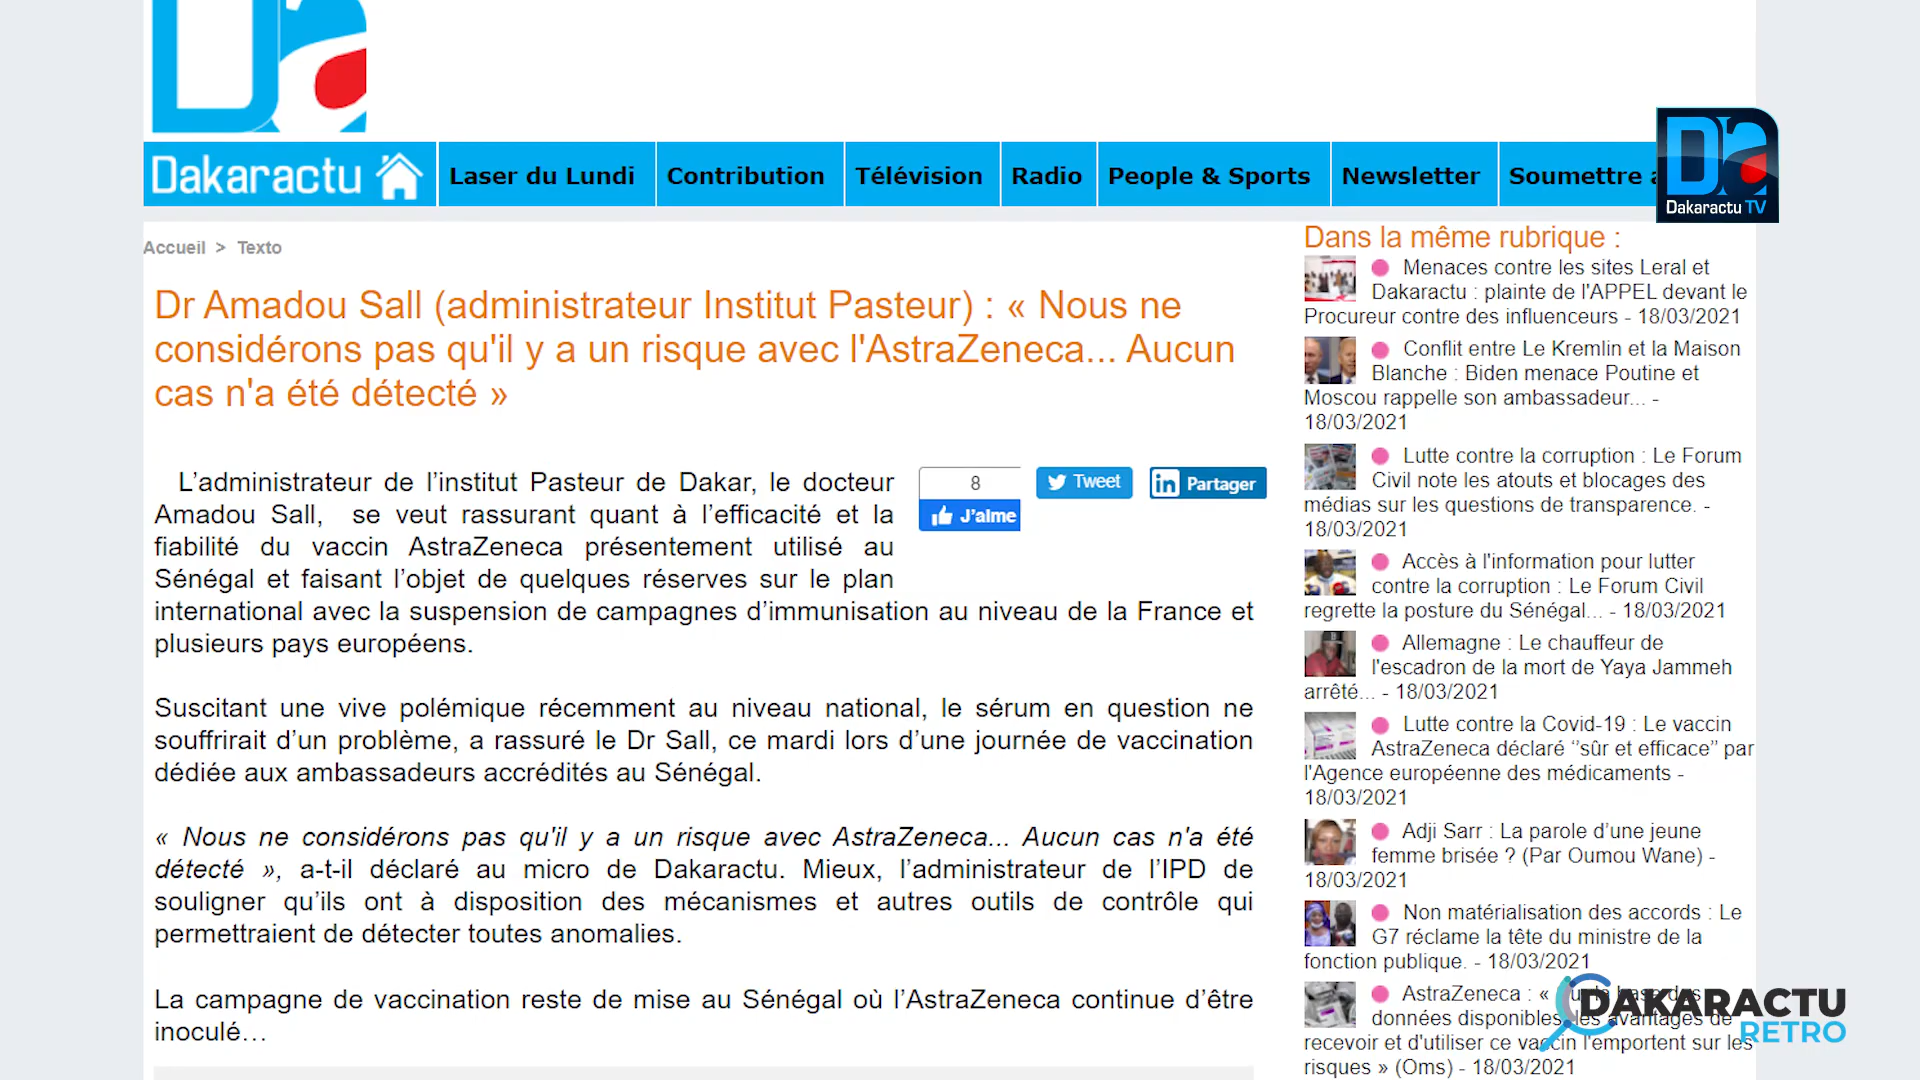 Da
Dakaractu
Laser du Lundi
Contribution
Télévision
Radio
People & Sports
Newsletter
Soumettre
Da
Dakaractu TV
Accueil > Texto
Dr Amadou Sall (administrateur Institut Pasteur) : « Nous ne
considérons pas qu'il y a un risque avec l'AstraZeneca... Aucun
cas n'a été détecté »
8
J’aime
Tweet
in Partager
L’administrateur de l’institut Pasteur de Dakar, le docteur
Amadou Sall, se veut rassurant quant à l’efficacité et la
fiabilité du vaccin AstraZeneca présentement utilisé au
Sénégal et faisant l’objet de quelques réserves sur le plan
international avec la suspension de campagnes d’immunisation au niveau de la France et
plusieurs pays européens.
Suscitant une vive polémique récemment au niveau national, le sérum en question ne
souffrirait d’un problème, a rassuré le Dr Sall, ce mardi lors d’une journée de vaccination
dédiée aux ambassadeurs accrédités au Sénégal.
« Nous ne considérons pas qu'il y a un risque avec AstraZeneca... Aucun cas n'a été
détecté », a-t-il déclaré au micro de Dakaractu. Mieux, l’administrateur de l’IPD de
souligner qu’ils ont à disposition des mécanismes et autres outils de contrôle qui
permettraient de détecter toutes anomalies.
La campagne de vaccination reste de mise au Sénégal où l’AstraZeneca continue d’être
inoculé…
Dans la même rubrique :
Menaces contre les sites Leral et
Dakaractu : plainte de l'APPEL devant le
Procureur contre des influenceurs - 18/03/2021
Conflit entre Le Kremlin et la Maison
Blanche : Biden menace Poutine et
Moscou rappelle son ambassadeur... -
18/03/2021
Lutte contre la corruption : Le Forum
Civil note les atouts et blocages des
médias sur les questions de transparence. -
18/03/2021
Accès à l'information pour lutter
contre la corruption : Le Forum Civil
regrette la posture du Sénégal... - 18/03/2021
Allemagne : Le chauffeur de
l'escadron de la mort de Yaya Jammeh
arrêté... - 18/03/2021
Lutte contre la Covid-19 : Le vaccin
AstraZeneca déclaré ‘’sûr et efficace’’ par
l'Agence européenne des médicaments -
18/03/2021
Adji Sarr : La parole d’une jeune
femme brisée ? (Par Oumou Wane) -
18/03/2021
Non matérialisation des accords : Le
G7 réclame la tête du ministre de la
fonction publique. - 18/03/2021
AstraZeneca : « des
données disponibles, les avantages de
recevoir et d'utiliser ce vaccin l'emportent sur les
risques » (Oms) - 18/03/2021
DAKARACTU
RETRO